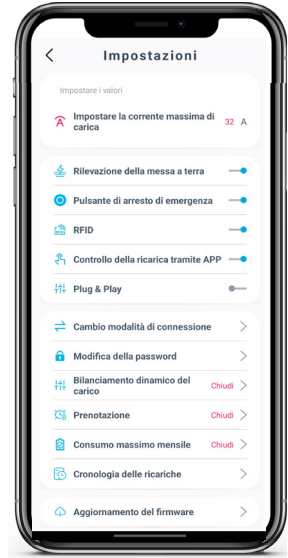 Impostazioni
Impostare i valori
Impostare la corrente massima di
carica
32 A
Rilevazione della messa a terra
Pulsante di arresto di emergenza
RFID
Controllo della ricarica tramite APP
Plug & Play
Cambio modalità di connessione
Modifica della password
Bilanciamento dinamico del
carico
Chiudi
Prenotazione
Chiudi
Consumo massimo mensile
Chiudi
Cronologia delle ricariche
Aggiornamento del firmware